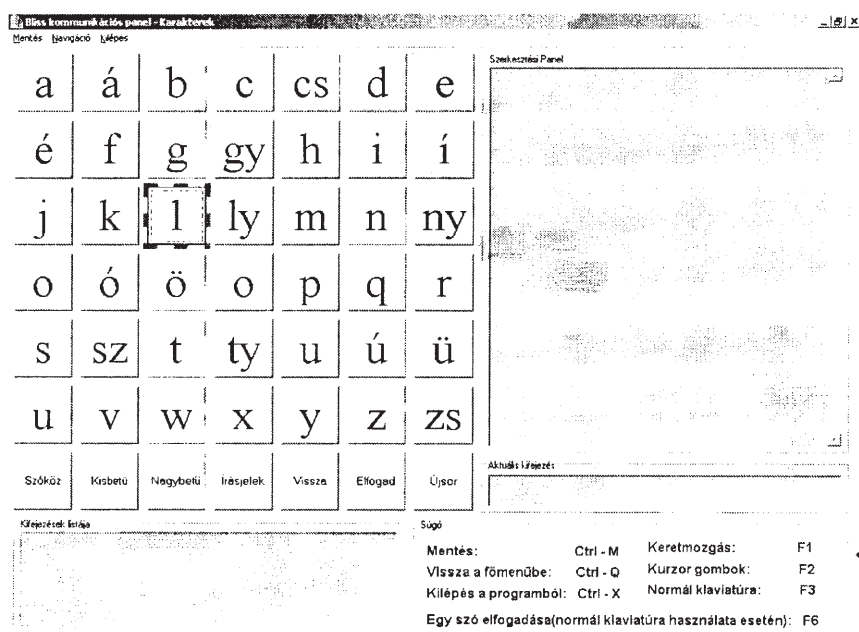 Bliss kommunikációs panel - Karakterek
Mentés Navigáció Kilépés
Szerkesztési Panel
a á b c cs d e
é f g gy h i í
j k l ly m n ny
o ó ö o p q r
s sz t ty u ú ü
u v w x y z zs
Szóköz Kisbetű Nagybetű Írásjelek Vissza Elfogad Újsor
Aktuális kifejezés
Kifejezések listája
Súgó
Mentés: Ctrl - M Keretmozgás: F1
Vissza a főmenübe: Ctrl - Q Kurzor gombok: F2
Kilépés a programból: Ctrl - X Normál klaviatúra: F3
Egy szó elfogadása(normál klaviatúra használata esetén): F6